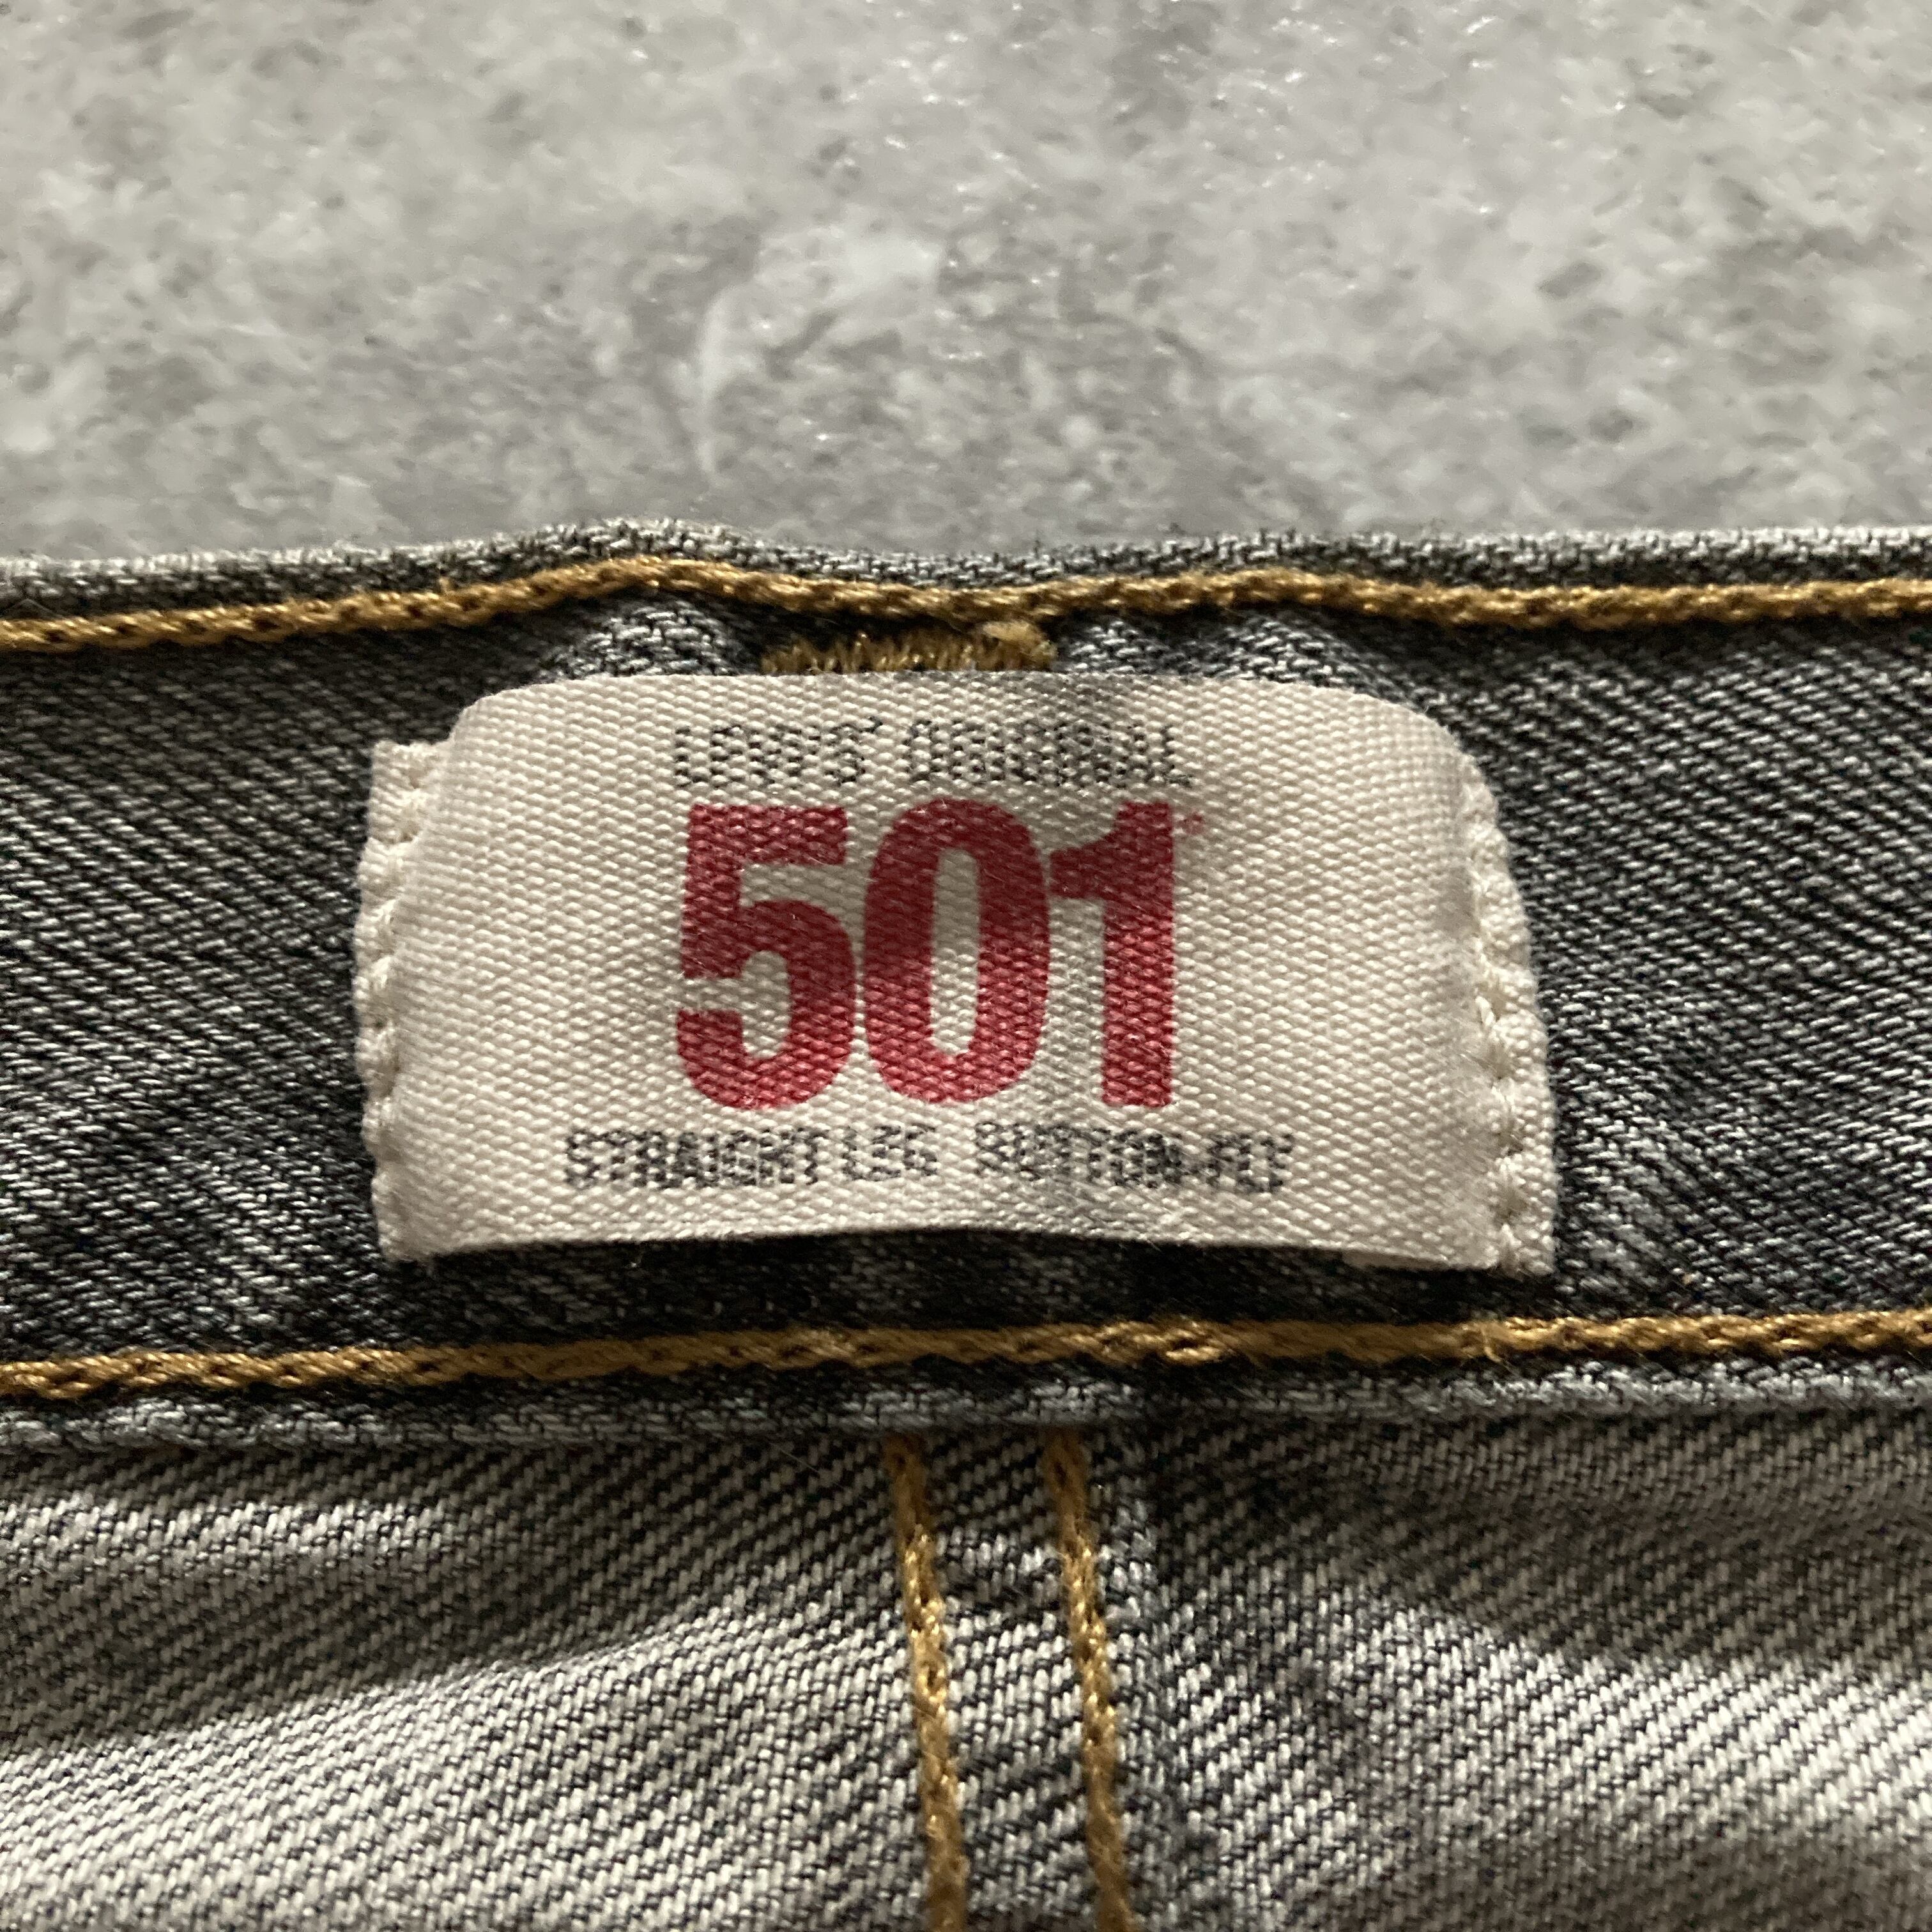 LEVI'S® ORIGINAL
501®
STRAIGHT LEG BUTTON-FLY